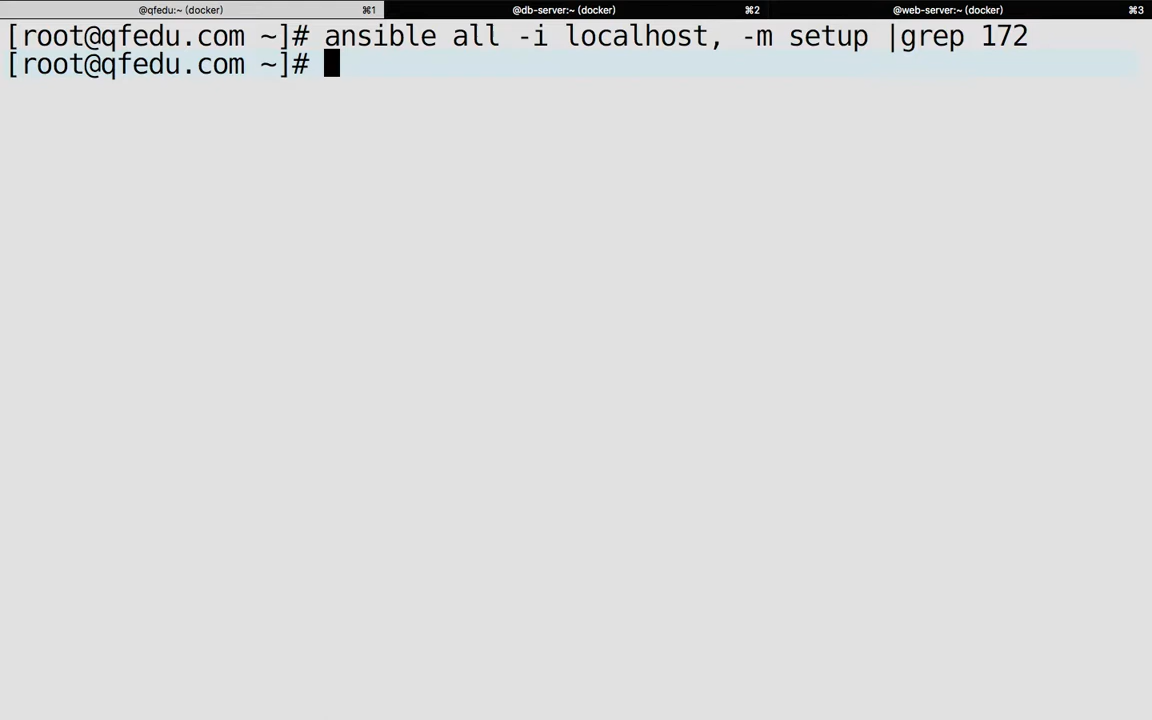 @qfedu:~ (docker) ⌘1 @db-server:~ (docker) ⌘2 @web-server:~ (docker) ⌘3
[root@qfedu.com ~]# ansible all -i localhost, -m setup |grep 172
[root@qfedu.com ~]#